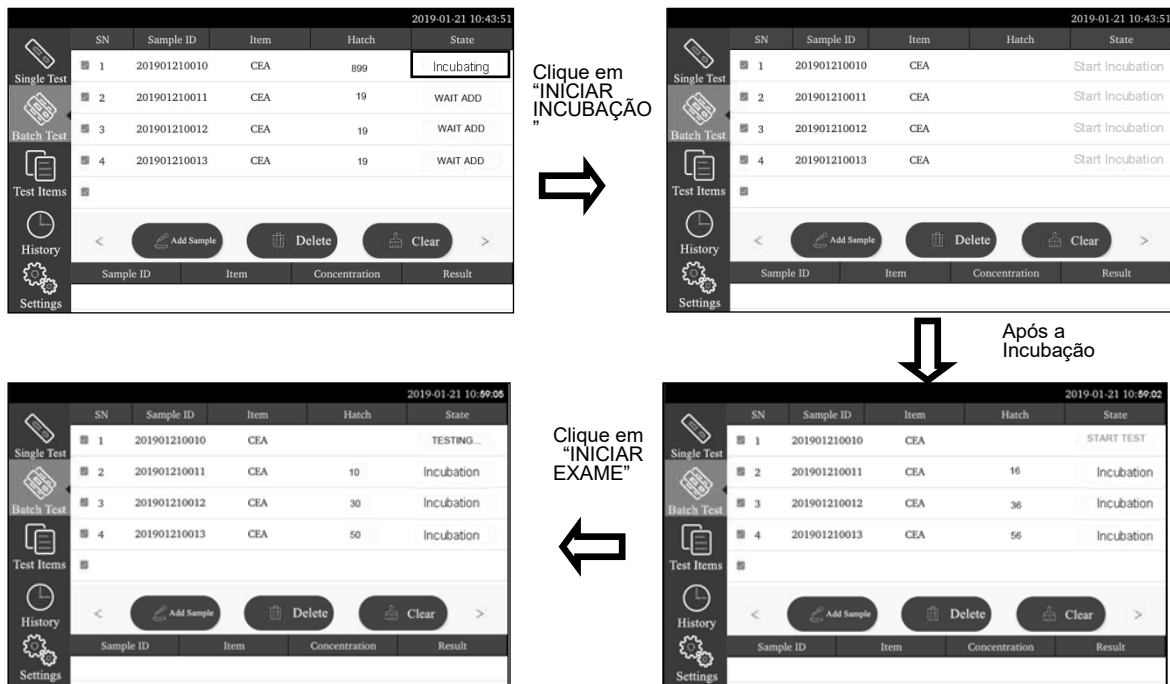 2019-01-21 10:43:51
SN Sample ID Item Hatch State
1 201901210010 CEA 899 Incubating
2 201901210011 CEA 19 WAIT ADD
3 201901210012 CEA 19 WAIT ADD
4 201901210013 CEA 19 WAIT ADD
Single Test
Batch Test
Test Items
History
Settings
< Add Sample Delete Clear >
Sample ID Item Concentration Result
Clique em
“INICIAR
INCUBAÇÃO
”
2019-01-21 10:43:51
SN Sample ID Item Hatch State
1 201901210010 CEA Start Incubation
2 201901210011 CEA Start Incubation
3 201901210012 CEA Start Incubation
4 201901210013 CEA Start Incubation
Single Test
Batch Test
Test Items
History
Settings
< Add Sample Delete Clear >
Sample ID Item Concentration Result
Após a
Incubação
2019-01-21 10:59:02
SN Sample ID Item Hatch State
1 201901210010 CEA START TEST
2 201901210011 CEA 16 Incubation
3 201901210012 CEA 36 Incubation
4 201901210013 CEA 56 Incubation
Single Test
Batch Test
Test Items
History
Settings
< Add Sample Delete Clear >
Sample ID Item Concentration Result
Clique em
“INICIAR
EXAME”
2019-01-21 10:59:05
SN Sample ID Item Hatch State
1 201901210010 CEA TESTING...
2 201901210011 CEA 10 Incubation
3 201901210012 CEA 30 Incubation
4 201901210013 CEA 50 Incubation
Single Test
Batch Test
Test Items
History
Settings
< Add Sample Delete Clear >
Sample ID Item Concentration Result